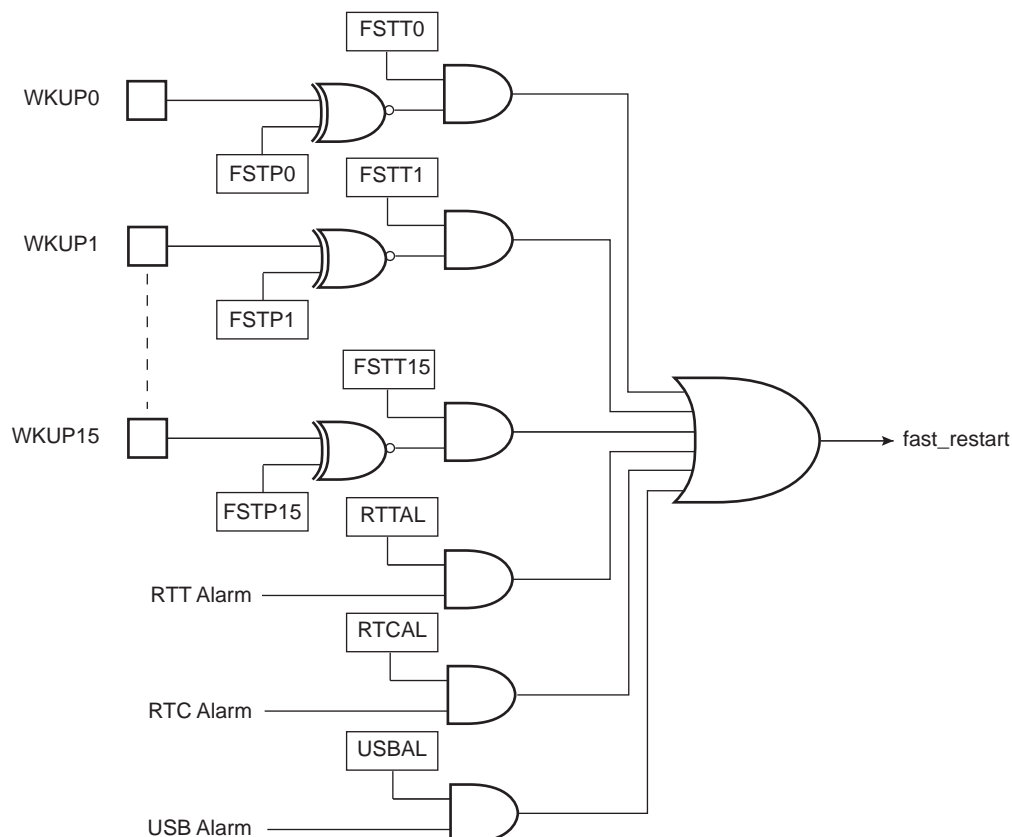 FSTT0
WKUP0
FSTP0
FSTT1
WKUP1
FSTP1
FSTT15
WKUP15
fast_restart
FSTP15
RTTAL
RTT Alarm
RTCAL
RTC Alarm
USBAL
USB Alarm